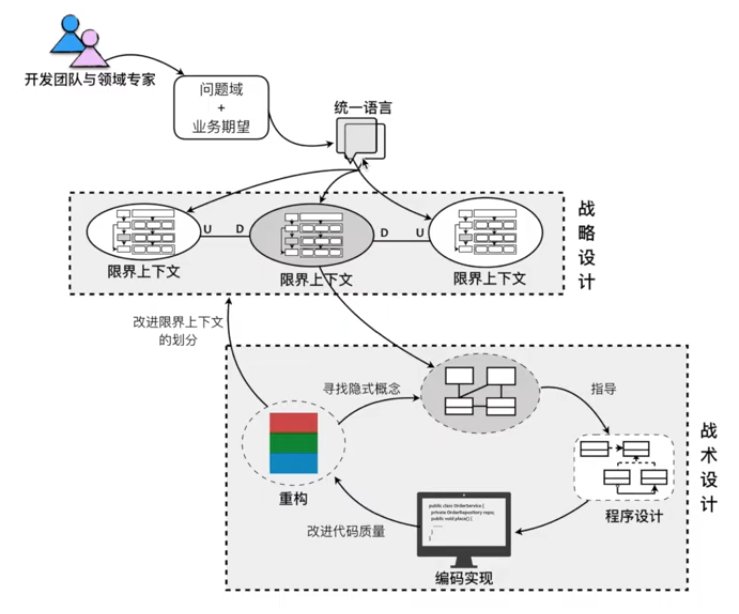 开发团队与领域专家
问题域
+
业务期望
统一语言
U
D
D
U
限界上下文
限界上下文
限界上下文
战略设计
改进限界上下文
的划分
寻找隐式概念
指导
重构
程序设计
战术设计
改进代码质量
public class OrderService {
private OrderRepository repo;
public void place() {
......
}
}
编码实现